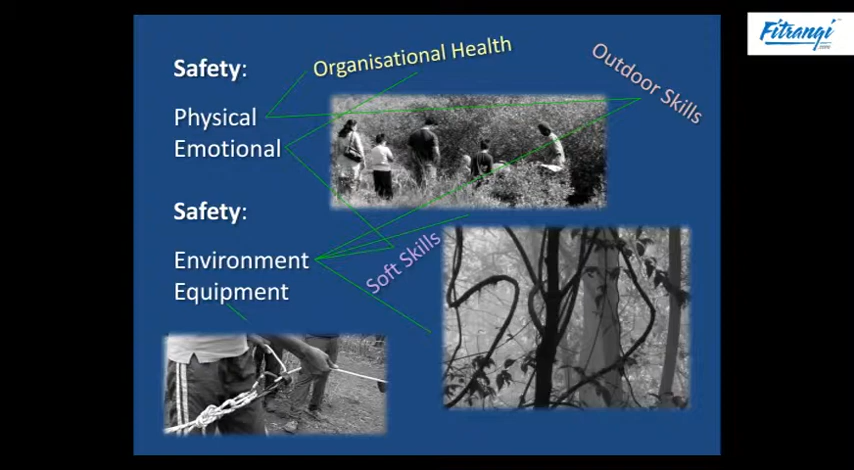 Fitrangi
Organisational Health
Outdoor Skills
Safety:
Physical
Emotional
Safety:
Environment
Equipment
Soft Skills